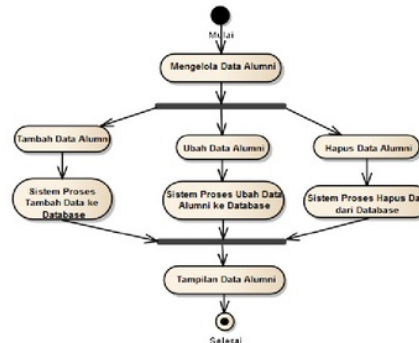 Mulai
Mengelola Data Alumni
Tambah Data Alumni
Ubah Data Alumni
Hapus Data Alumni
Sistem Proses
Tambah Data ke
Database
Sistem Proses Ubah Data
Alumni ke Database
Sistem Proses Hapus Da
dari Database
Tampilan Data Alumni
Selesai